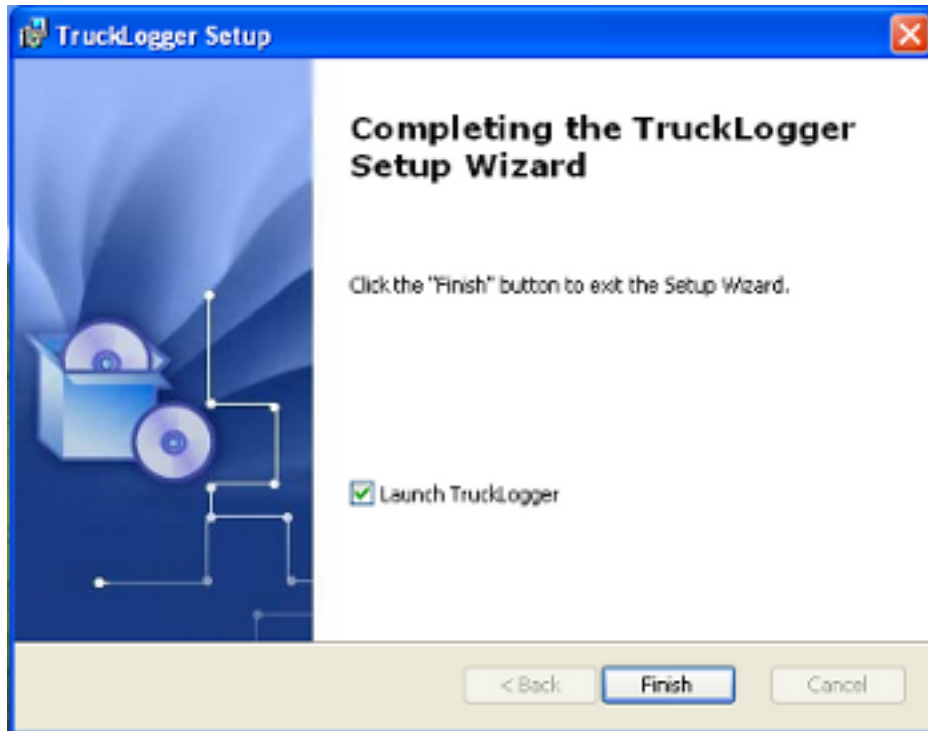 TruckLogger Setup
Completing the TruckLogger
Setup Wizard
Click the "Finish" button to exit the Setup Wizard.
Launch TruckLogger
< Back
Finish
Cancel